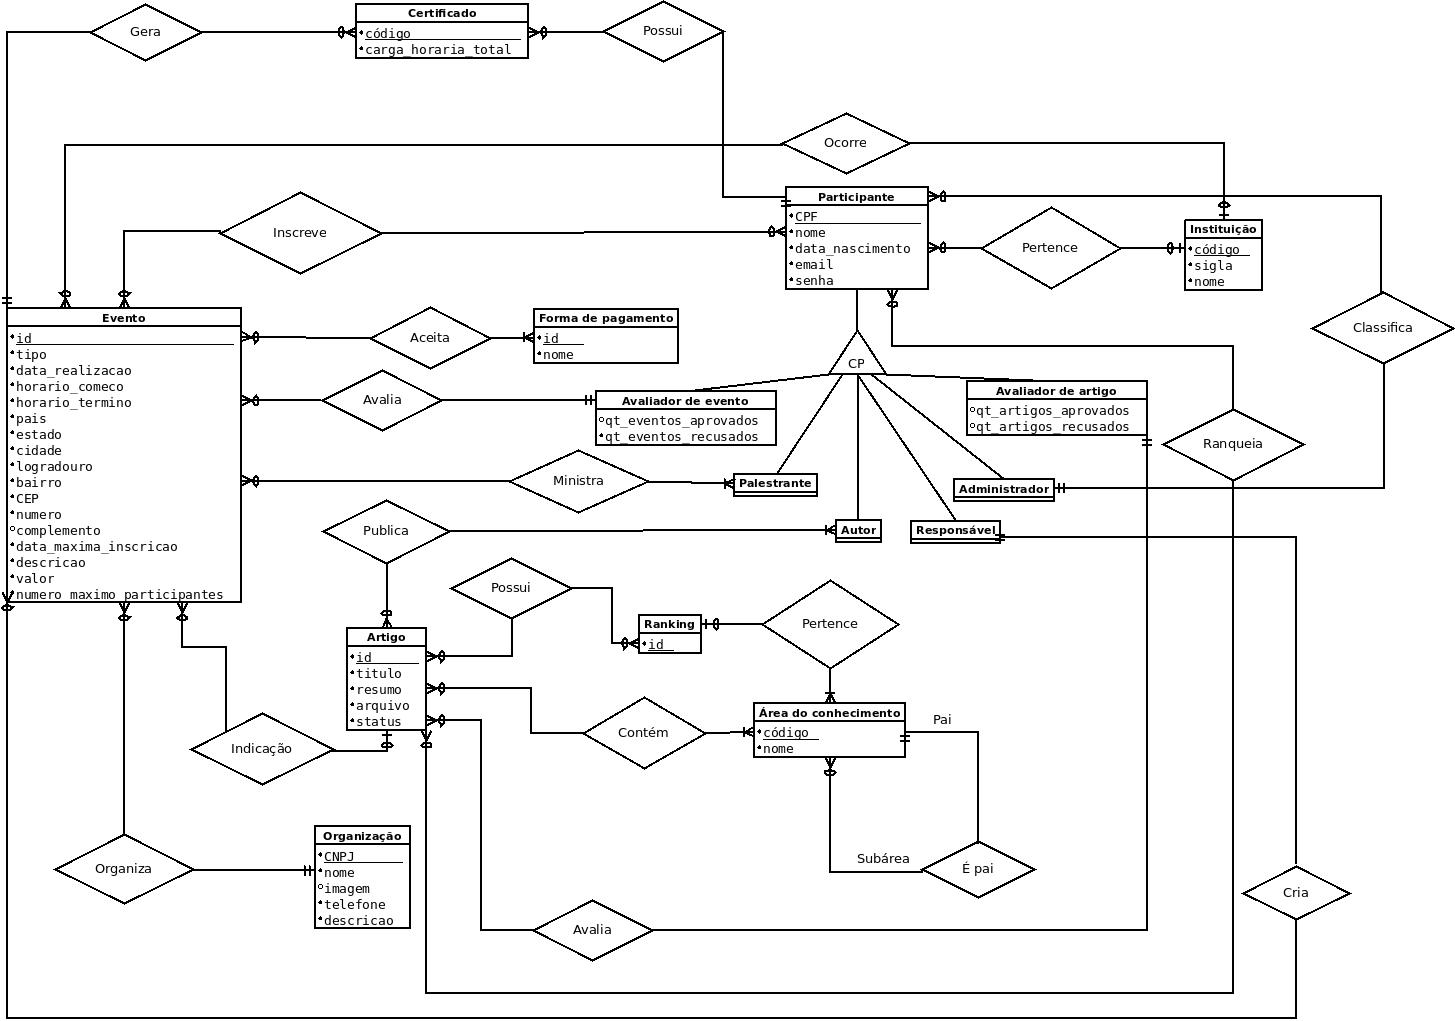 Gera
Certificado
código
carga_horaria_total
Possui
Ocorre
Inscreve
Participante
CPF
nome
data_nascimento
email
senha
Pertence
Instituição
código
sigla
nome
Classifica
Evento
id
tipo
data_realizacao
horario_comeco
horario_termino
pais
estado
cidade
logradouro
bairro
CEP
numero
complemento
data_maxima_inscricao
descricao
valor
numero_maximo_participantes
Aceita
Forma de pagamento
id
nome
CP
Avalia
Avaliador de evento
qt_eventos_aprovados
qt_eventos_recusados
Avaliador de artigo
qt_artigos_aprovados
qt_artigos_recusados
Ranqueia
Ministra
Palestrante
Administrador
Publica
Autor
Responsável
Possui
Ranking
id
Pertence
Artigo
id
titulo
resumo
arquivo
status
Contém
Área do conhecimento
código
nome
Pai
Indicação
Organização
CNPJ
nome
imagem
telefone
descricao
Organiza
Subárea
É pai
Cria
Avalia